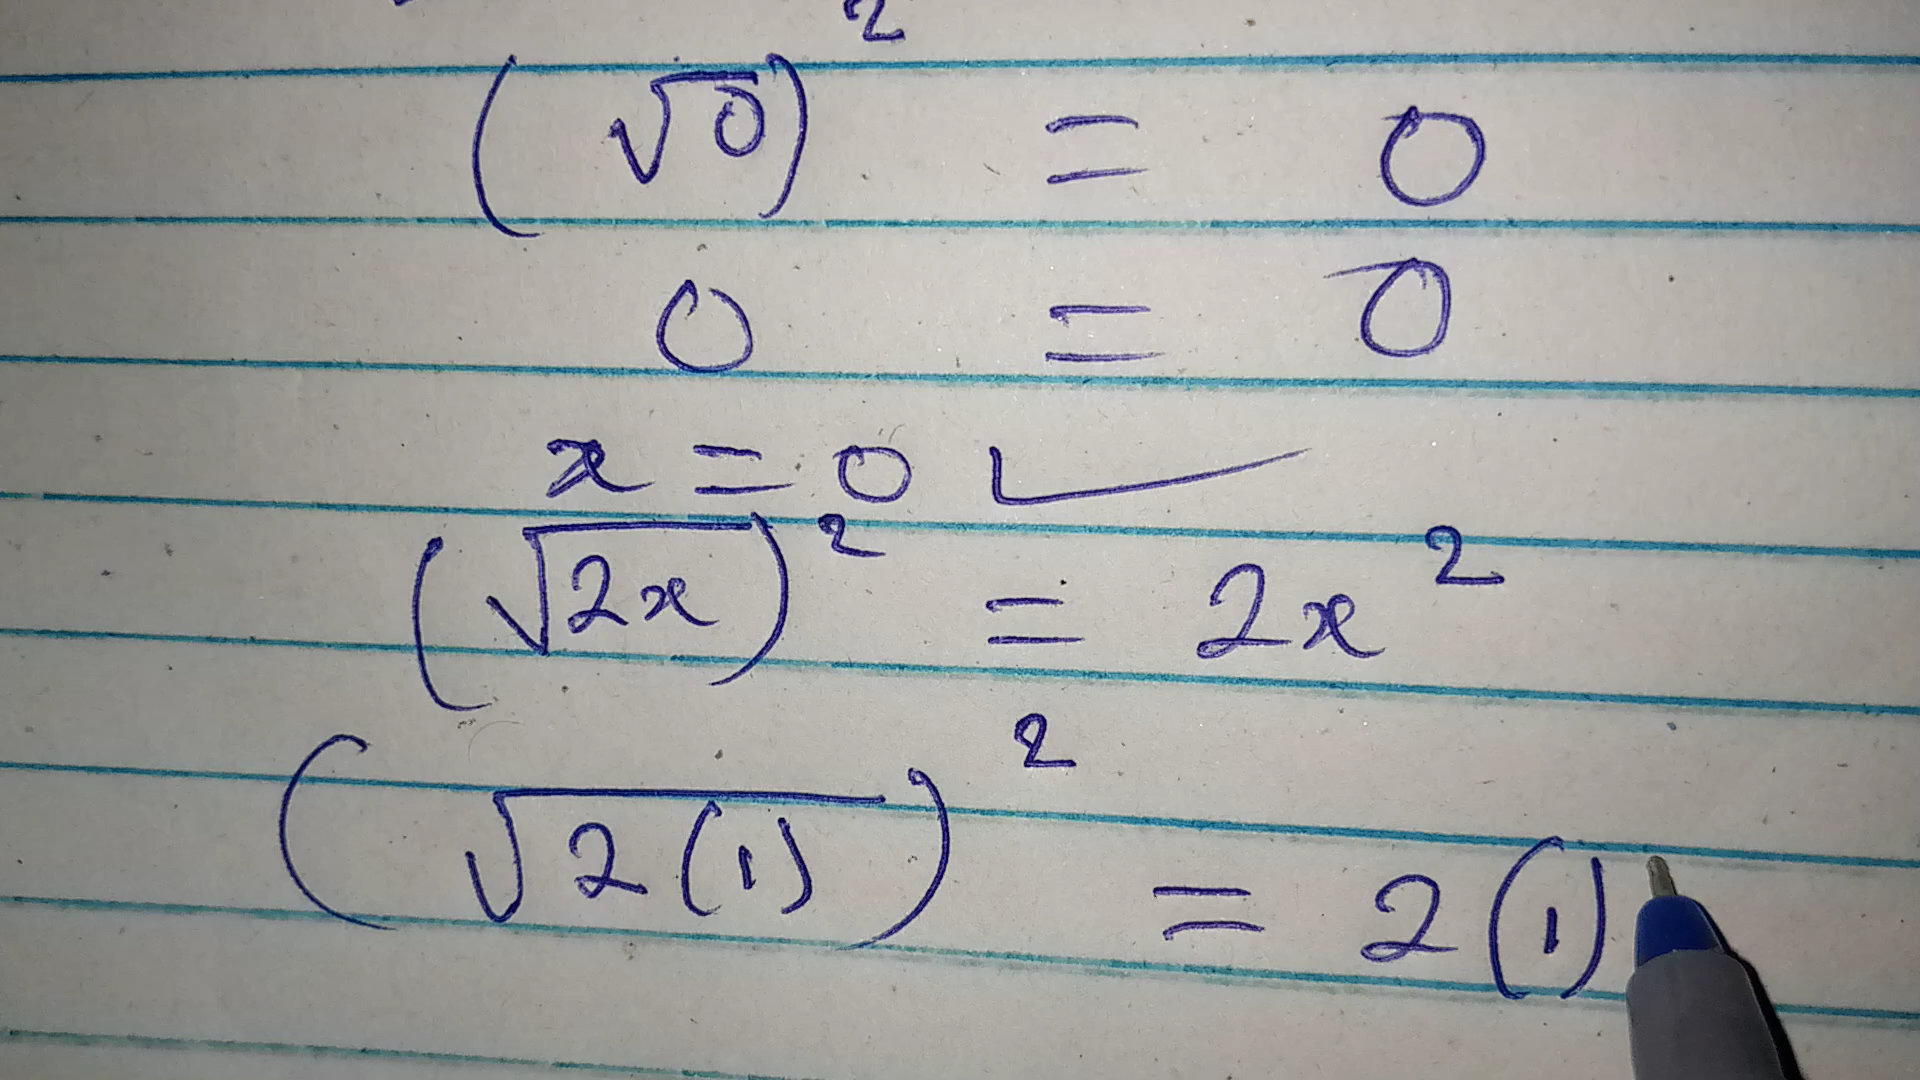 (√0)² = 0
0 = 0
x = 0 ✓
(√2x)² = 2x²
(√2(1))² = 2(1)